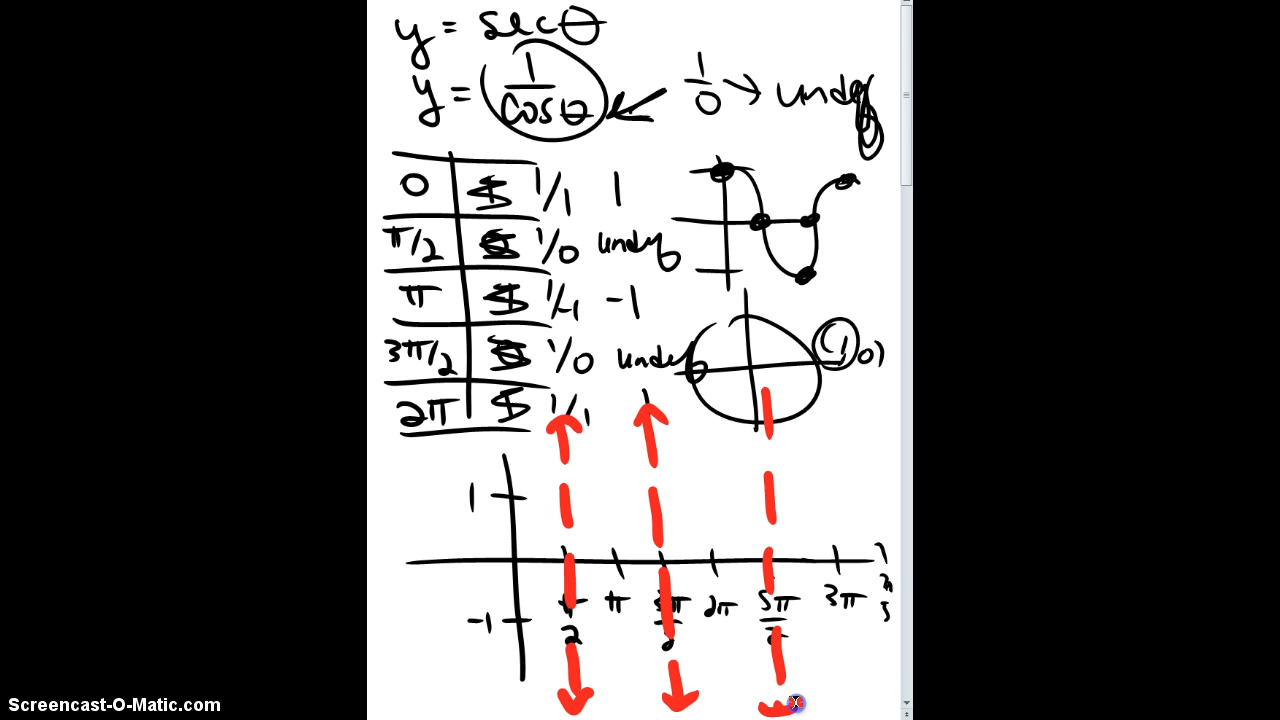 y = secθ
y = 1/cosθ 1/0 → undef
0 1/1 1
π/2 1/0 undef
π 1/-1 -1
3π/2 1/0 undef
2π 1/1
1 0)
1
-1
π/2 π 3π/2 2π 5π/2 3π
Screencast-O-Matic.com